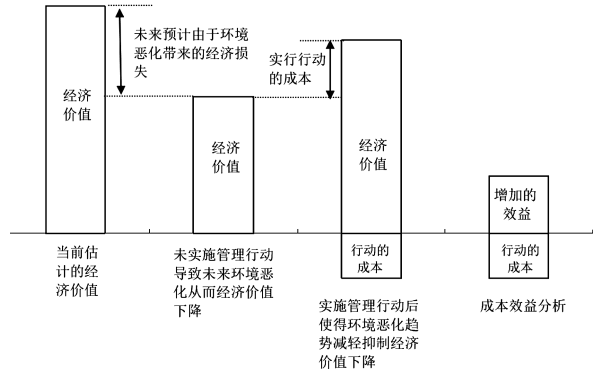 未来预计由于环境
恶化带来的经济损
失
实行行动
的成本
经济
价值
经济
价值
经济
价值
增加的
效益
行动的
成本
行动的
成本
当前估
计的经
济价值
未实施管理行动
导致未来环境恶
化从而经济价值
下降
实施管理行动后
使得环境恶化趋
势减轻抑制经济
价值下降
成本效益分析